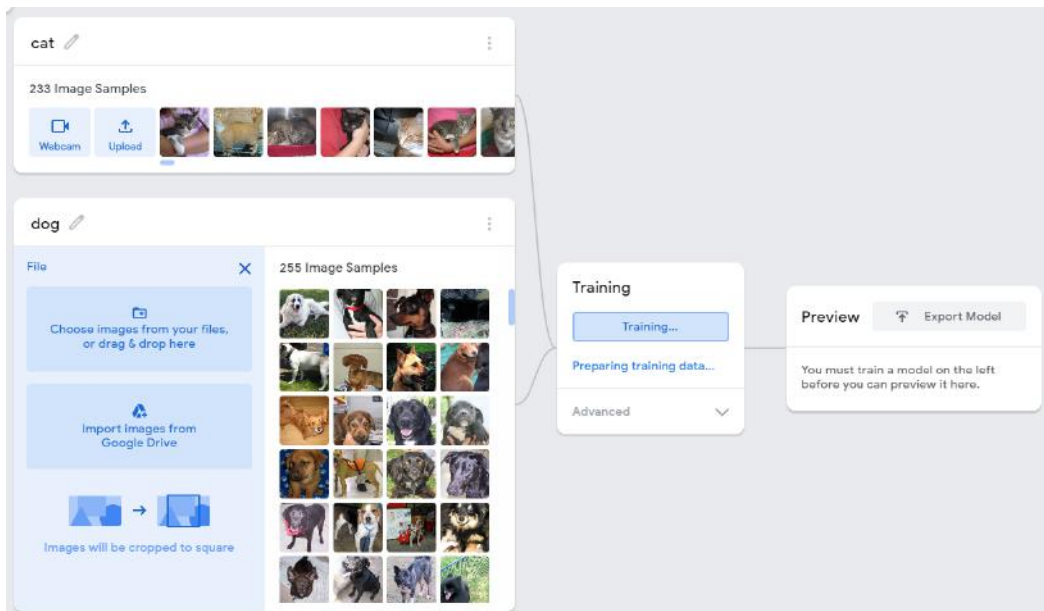 cat
233 Image Samples
Webcam
Upload
dog
File
255 Image Samples
Choose images from your files,
or drag & drop here
Import images from
Google Drive
Images will be cropped to square
Training
Training...
Preparing training data...
Advanced
Preview
Export Model
You must train a model on the left
before you can preview it here.